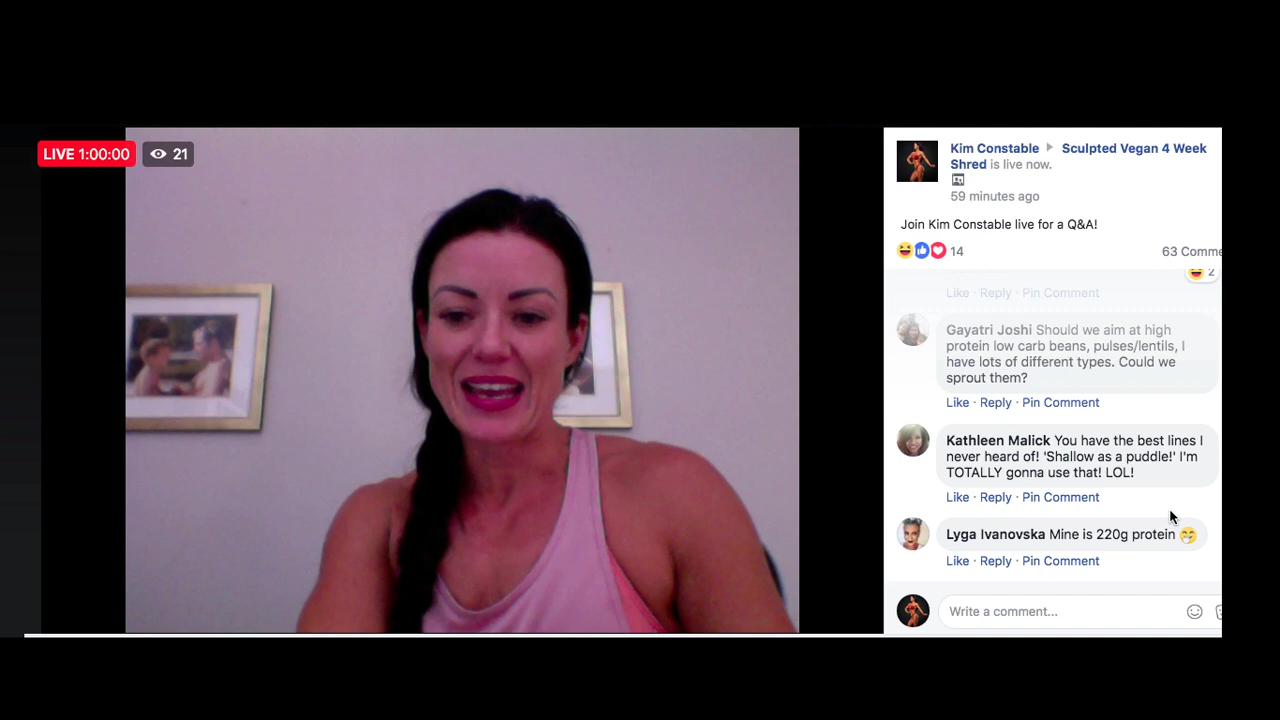 LIVE 1:00:00
21
Kim Constable Sculpted Vegan 4 Week
Shred is live now.
59 minutes ago
Join Kim Constable live for a Q&A!
14
63 Comme
2
Like · Reply · Pin Comment
Gayatri Joshi Should we aim at high
protein low carb beans, pulses/lentils, I
have lots of different types. Could we
sprout them?
Like · Reply · Pin Comment
Kathleen Malick You have the best lines I
never heard of! 'Shallow as a puddle!' I'm
TOTALLY gonna use that! LOL!
Like · Reply · Pin Comment
Lyga Ivanovska Mine is 220g protein
Like · Reply · Pin Comment
Write a comment...